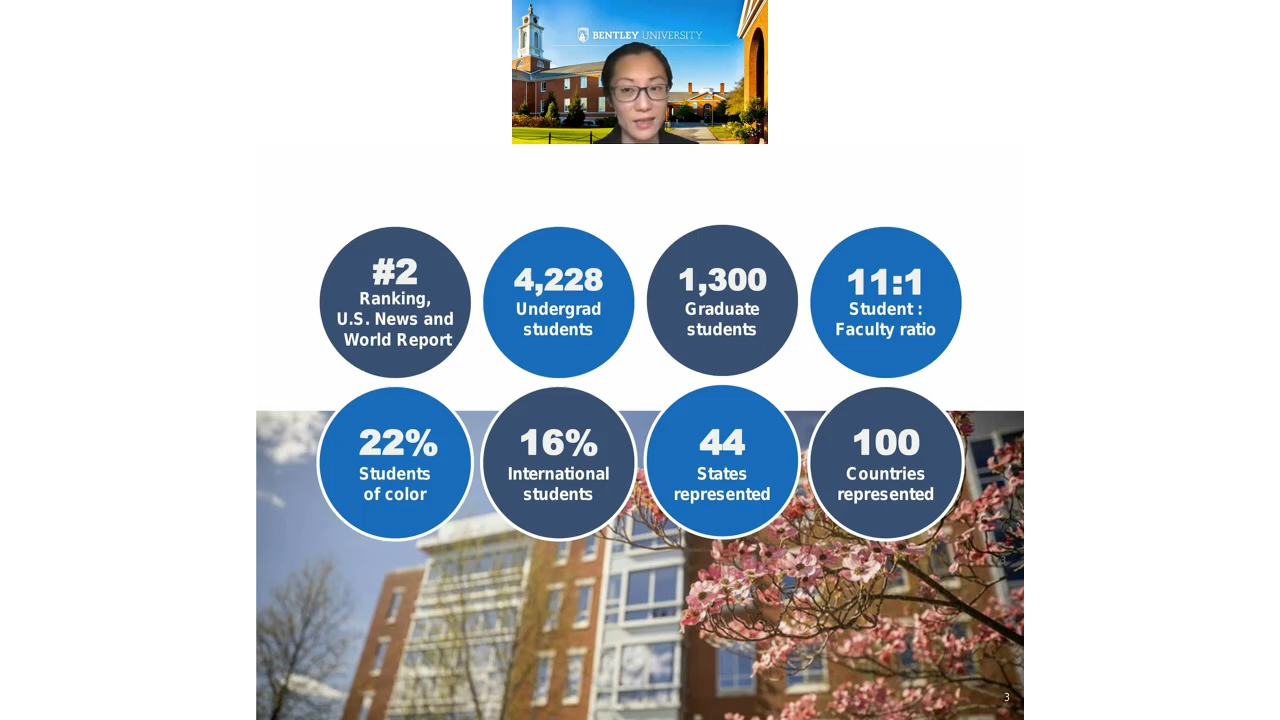 BENTLEY UNIVERSITY
#2
Ranking,
U.S. News and
World Report
4,228
Undergrad
students
1,300
Graduate
students
11:1
Student :
Faculty ratio
22%
Students
of color
16%
International
students
44
States
represented
100
Countries
represented
3